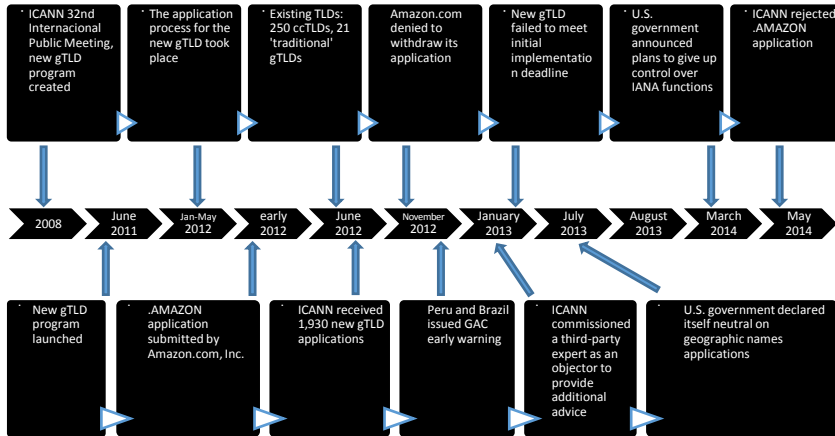 · ICANN 32nd
Internacional
Public Meeting,
new gTLD
program
created
· The application
process for the
new gTLD took
place
· Existing TLDs:
250 ccTLDs, 21
'traditional'
gTLDs
· Amazon.com
denied to
withdraw its
application
· New gTLD
failed to meet
initial
implementatio
n deadline
· U.S.
government
announced
plans to give up
control over
IANA functions
· ICANN rejected
.AMAZON
application
2008
June
2011
Jan-May
2012
early
2012
June
2012
November
2012
January
2013
July
2013
August
2013
March
2014
May
2014
· New gTLD
program
launched
· .AMAZON
application
submitted by
Amazon.com, Inc.
· ICANN received
1,930 new gTLD
applications
· Peru and Brazil
issued GAC
early warning
· ICANN
commissioned
a third-party
expert as an
objector to
provide
additional
advice
· U.S. government declared
itself neutral on
geographic names
applications